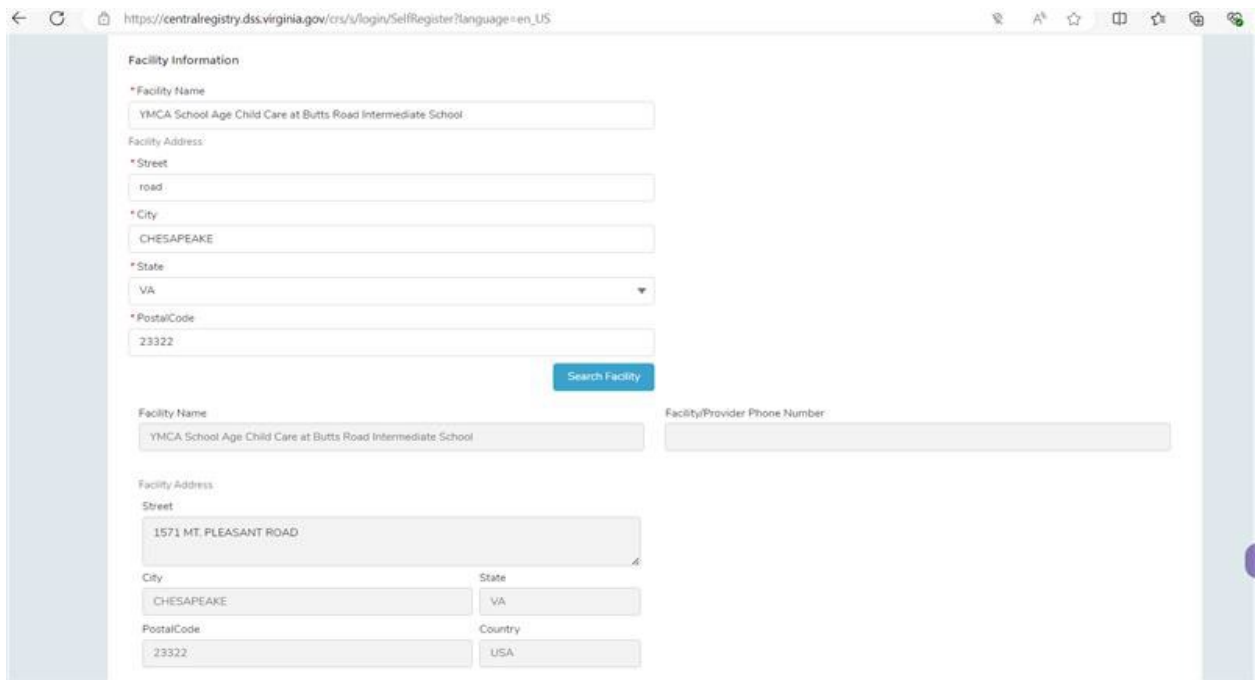 https://centralregistry.dss.virginia.gov/crs/s/login/SelfRegister?language=en_US
Facility Information
*Facility Name
YMCA School Age Child Care at Butts Road Intermediate School
Facility Address
*Street
road
*City
CHESAPEAKE
*State
VA
*PostalCode
23322
Search Facility
Facility Name Facility/Provider Phone Number
YMCA School Age Child Care at Butts Road Intermediate School
Facility Address
Street
1571 MT. PLEASANT ROAD
City State
CHESAPEAKE VA
PostalCode Country
23322 USA